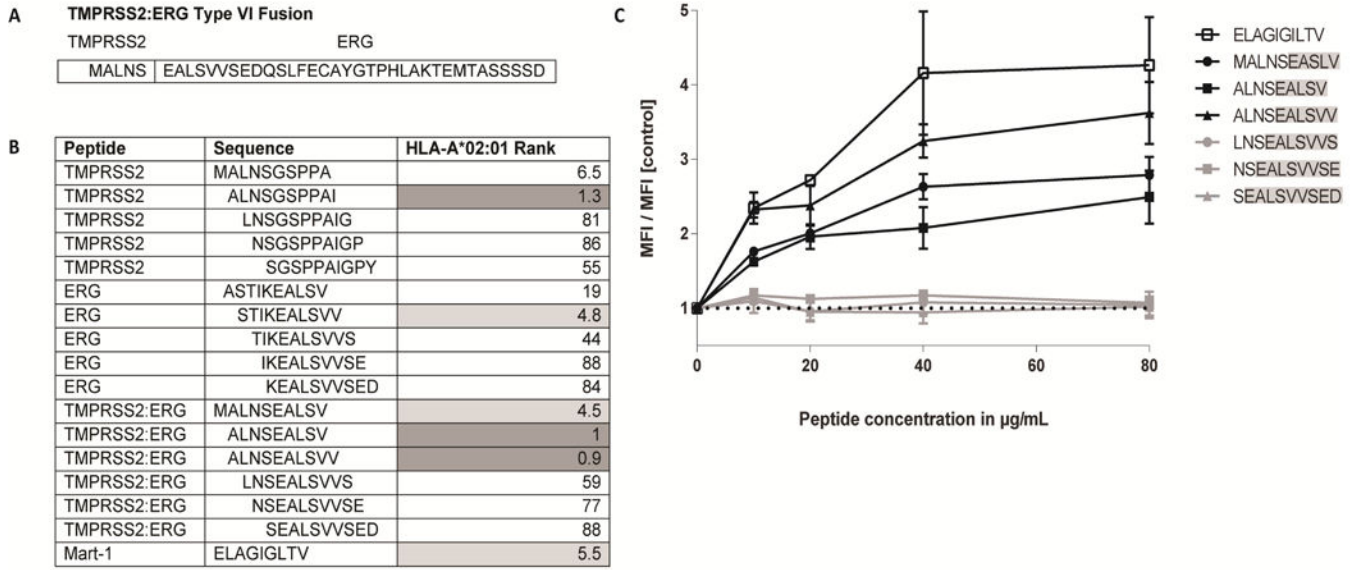 A
TMPRSS2:ERG Type VI Fusion
TMPRSS2 ERG
MALNS EALSVVSEDQSLFECAYGTPHLAKTEMTASSSSD
B
Peptide Sequence HLA-A*02:01 Rank
TMPRSS2 MALNSGSPPA 6.5
TMPRSS2 ALNSGSPPAI 1.3
TMPRSS2 LNSGSPPAIG 81
TMPRSS2 NSGSPPAIGP 86
TMPRSS2 SGSPPAIGPY 55
ERG ASTIKEALSV 19
ERG STIKEALSVV 4.8
ERG TIKEALSVVS 44
ERG IKEALSVVSE 88
ERG KEALSVVSED 84
TMPRSS2:ERG MALNSEALSV 4.5
TMPRSS2:ERG ALNSEALSV 1
TMPRSS2:ERG ALNSEALSVV 0.9
TMPRSS2:ERG LNSEALSVVS 59
TMPRSS2:ERG NSEALSVVSE 77
TMPRSS2:ERG SEALSVVSED 88
Mart-1 ELAGIGLTV 5.5
C
MFI / MFI [control]
5
4
3
2
1
0
20
40
60
80
Peptide concentration in µg/mL
ELAGIGILTV
MALNSEASLV
ALNSEALSV
ALNSEALSVV
LNSEALSVVS
NSEALSVVSE
SEALSVVSED